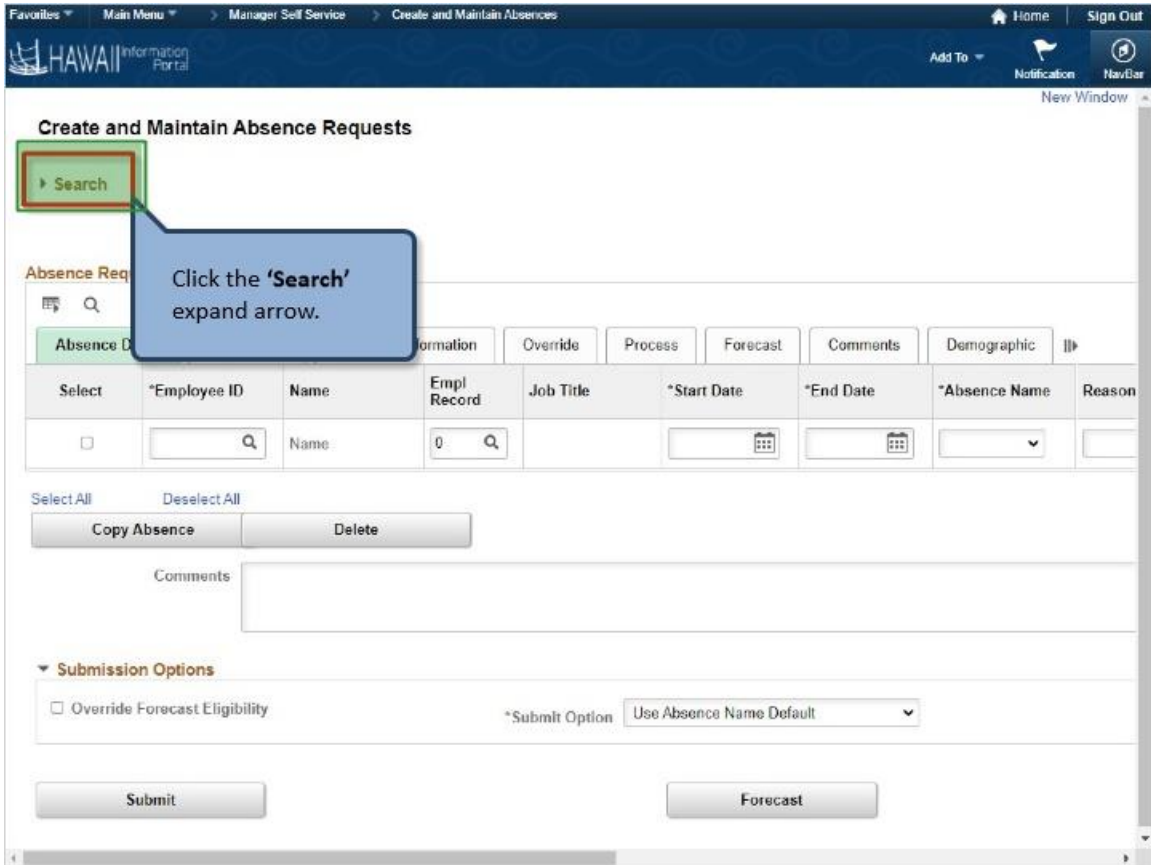 Favorites Main Menu > Manager Self Service > Create and Maintain Absences Home Sign Out
HAWAII Information Portal
Add To
Notification
NavBar
New Window
Create and Maintain Absence Requests
Search
Click the 'Search'
expand arrow.
Absence Req
Absence D
ormation
Override
Process
Forecast
Comments
Demographic
Select *Employee ID Name Empl Record Job Title *Start Date *End Date *Absence Name Reason
Name 0
Select All Deselect All
Copy Absence Delete
Comments
Submission Options
Override Forecast Eligibility *Submit Option Use Absence Name Default
Submit Forecast